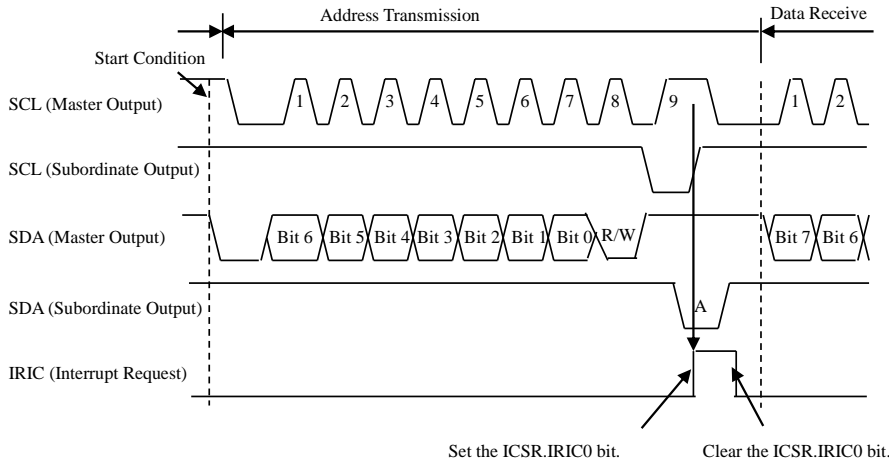 Address Transmission Data Receive
Start Condition
SCL (Master Output) 1 2 3 4 5 6 7 8 9 1 2
SCL (Subordinate Output)
SDA (Master Output) Bit 6 Bit 5 Bit 4 Bit 3 Bit 2 Bit 1 Bit 0 R/W Bit 7 Bit 6
SDA (Subordinate Output) A
IRIC (Interrupt Request)
Set the ICSR.IRIC0 bit. Clear the ICSR.IRIC0 bit.